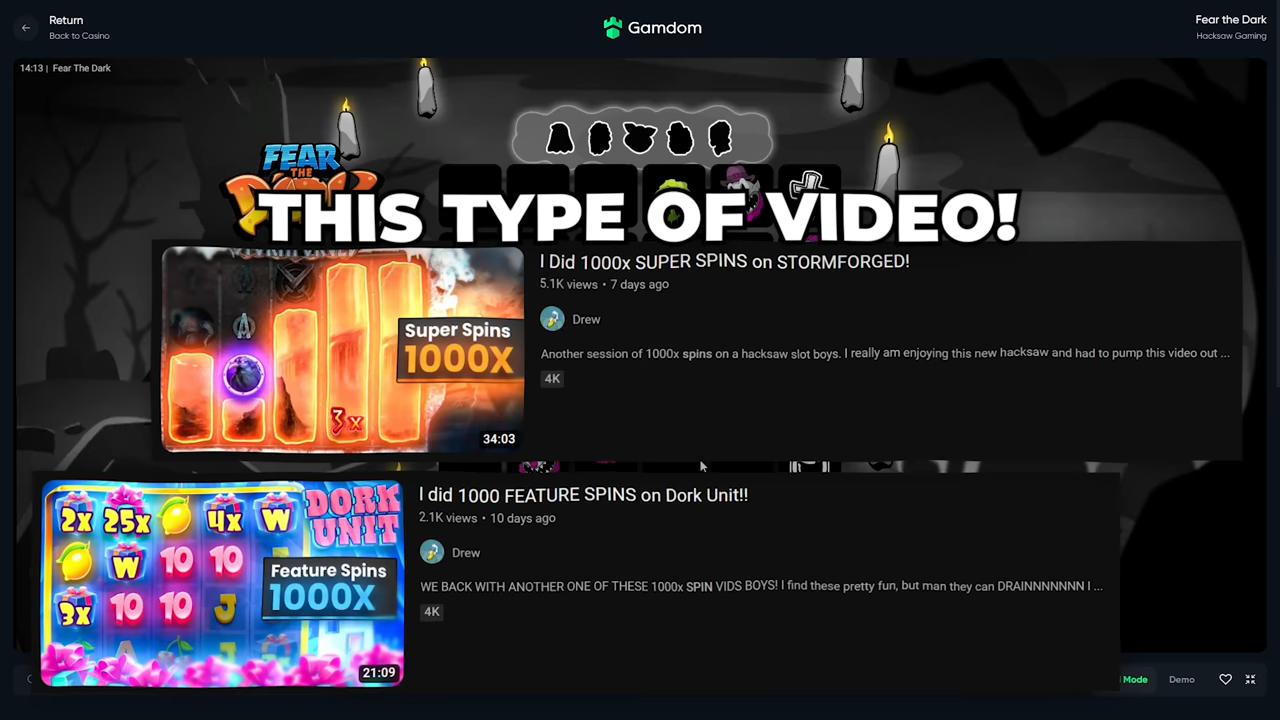 Return
Back to Casino
Gamdom
Fear the Dark
Hacksaw Gaming
14:13 | Fear The Dark
FEAR
THE
THIS TYPE OF VIDEO!
I Did 1000x SUPER SPINS on STORMFORGED!
5.1K views • 7 days ago
Drew
Another session of 1000x spins on a hacksaw slot boys. I really am enjoying this new hacksaw and had to pump this video out ...
4K
Super Spins
1000X
3x
34:03
I did 1000 FEATURE SPINS on Dork Unit!!
2.1K views • 10 days ago
Drew
WE BACK WITH ANOTHER ONE OF THESE 1000x SPIN VIDS BOYS! I find these pretty fun, but man they can DRAINNNNNNN I ...
4K
DORK
UNIT
2x 25x 4x W
W 10 10
3x 10 10 J
Feature Spins
1000X
A J
21:09
Mode
Demo